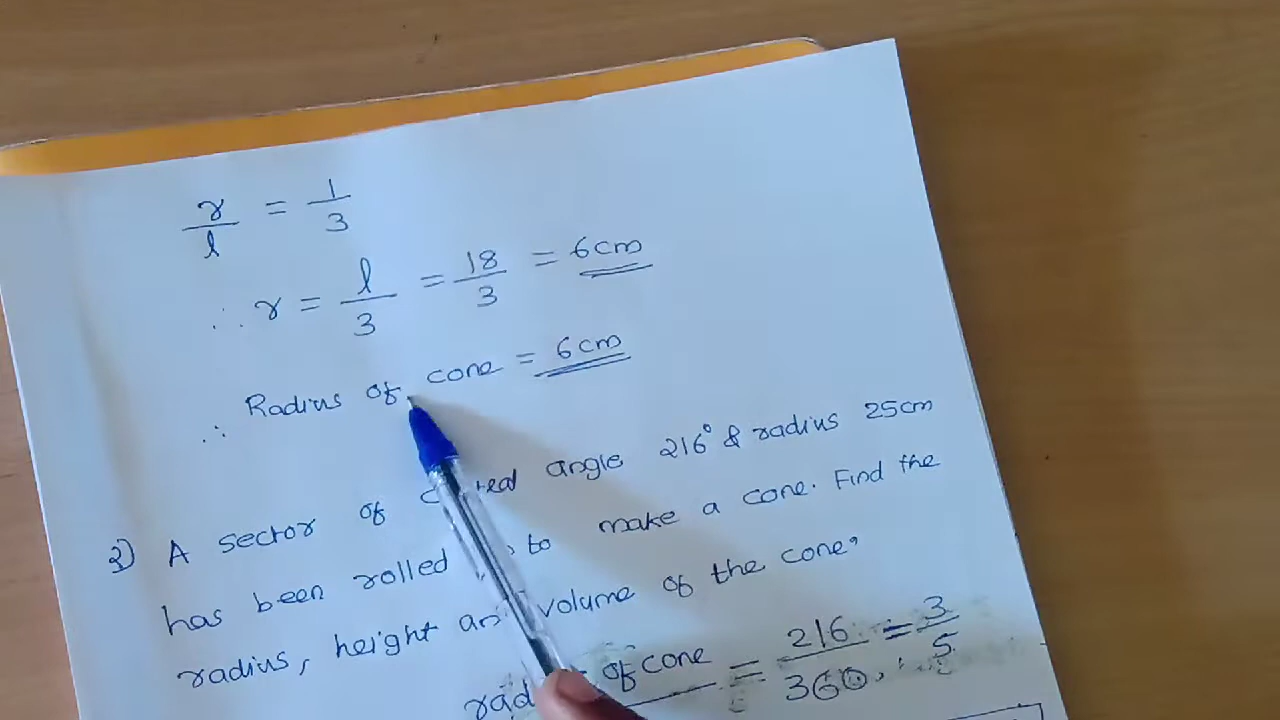 r/l = 1/3
∴ r = l/3 = 18/3 = 6cm
∴ Radius of cone = 6cm
2) A sector of angle 216° & radius 25cm
has been rolled to make a cone. Find the
radius, height volume of the cone?
of cone = 216/360 = 3/5